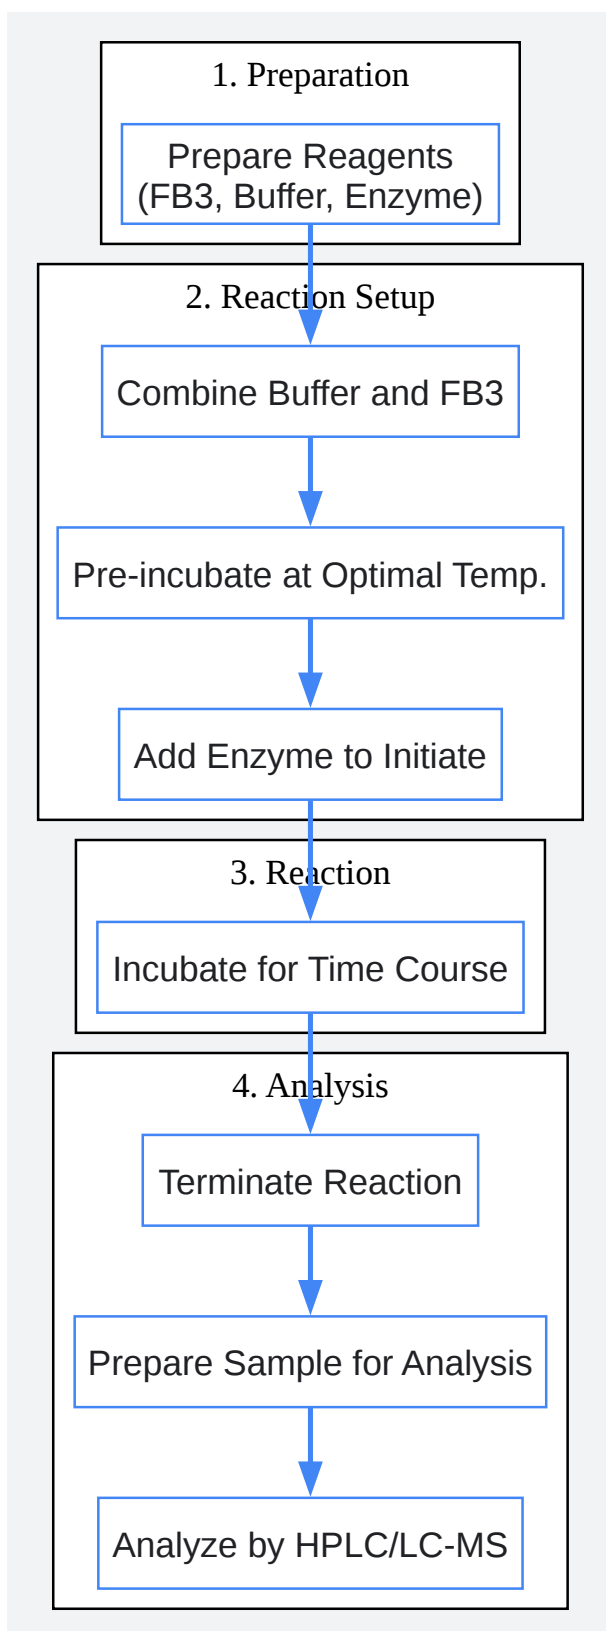 1. Preparation
Prepare Reagents
(FB3, Buffer, Enzyme)
2. Reaction Setup
Combine Buffer and FB3
Pre-incubate at Optimal Temp.
Add Enzyme to Initiate
3. Reaction
Incubate for Time Course
4. Analysis
Terminate Reaction
Prepare Sample for Analysis
Analyze by HPLC/LC-MS